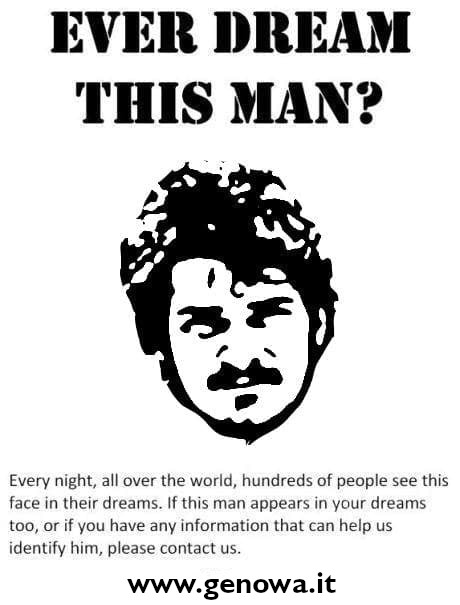 EVER DREAM
THIS MAN?
Every night, all over the world, hundreds of people see this
face in their dreams. If this man appears in your dreams
too, or if you have any information that can help us
identify him, please contact us.
www.genowa.it